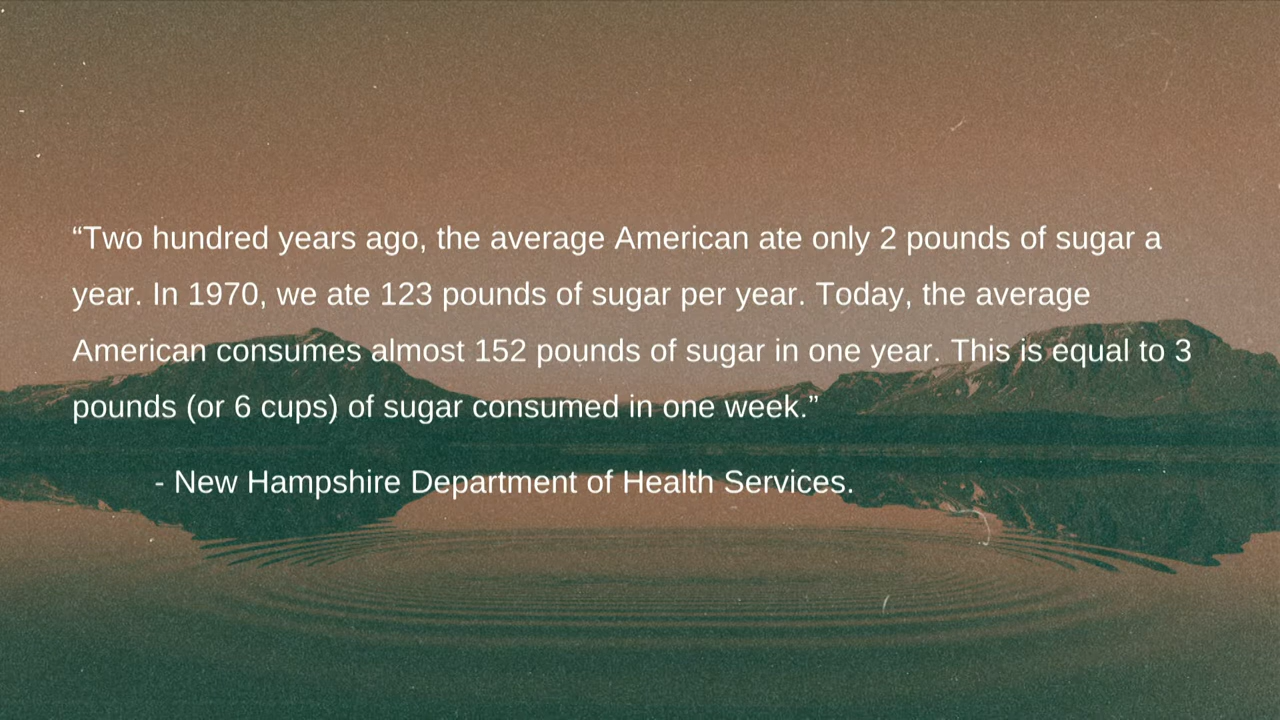 “Two hundred years ago, the average American ate only 2 pounds of sugar a
year. In 1970, we ate 123 pounds of sugar per year. Today, the average
American consumes almost 152 pounds of sugar in one year. This is equal to 3
pounds (or 6 cups) of sugar consumed in one week.”
- New Hampshire Department of Health Services.